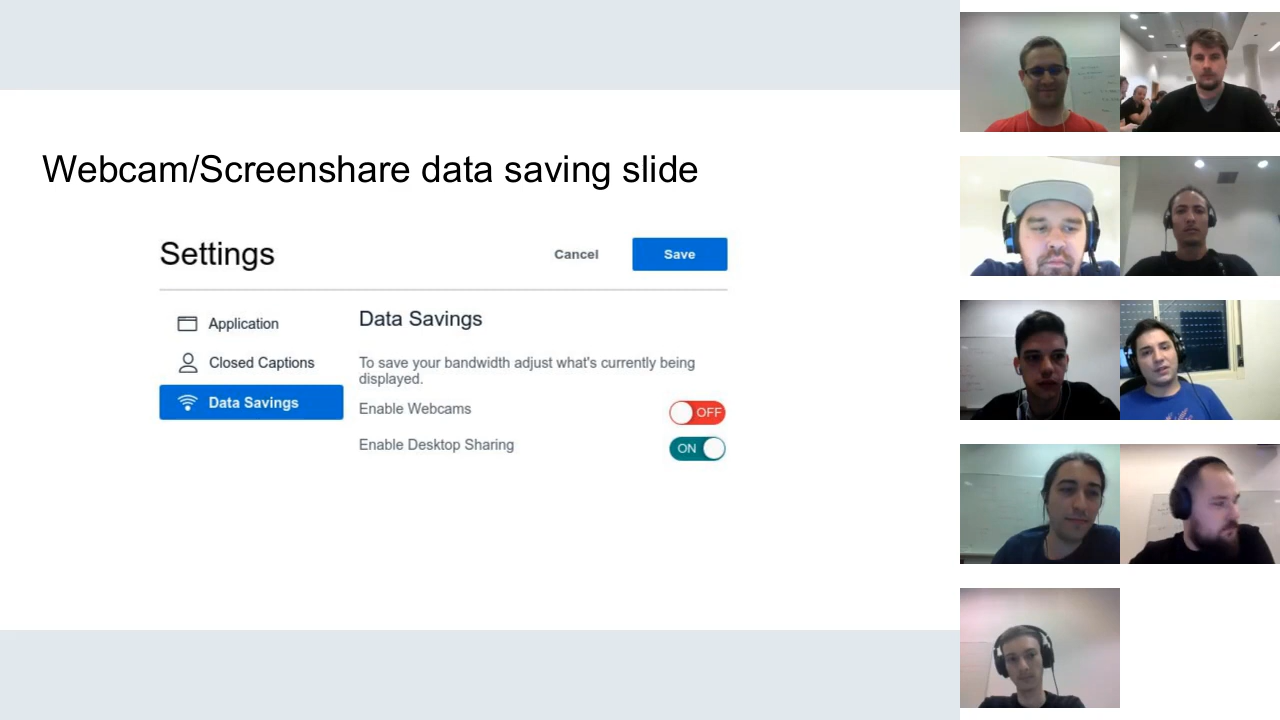 Webcam/Screenshare data saving slide
Settings
Cancel
Save
Application
Closed Captions
Data Savings
Data Savings
To save your bandwidth adjust what's currently being
displayed.
Enable Webcams
OFF
Enable Desktop Sharing
ON